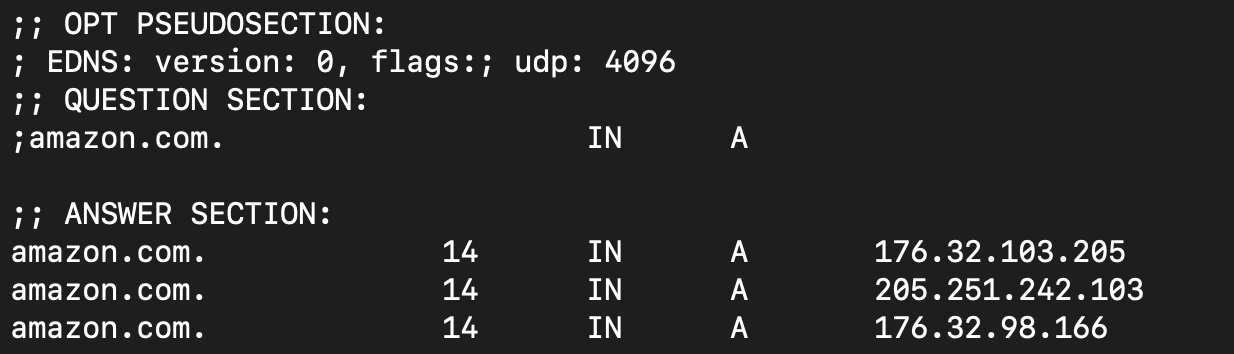 ;; OPT PSEUDOSECTION:
; EDNS: version: 0, flags:; udp: 4096
;; QUESTION SECTION:
;amazon.com. IN A
;; ANSWER SECTION:
amazon.com. 14 IN A 176.32.103.205
amazon.com. 14 IN A 205.251.242.103
amazon.com. 14 IN A 176.32.98.166